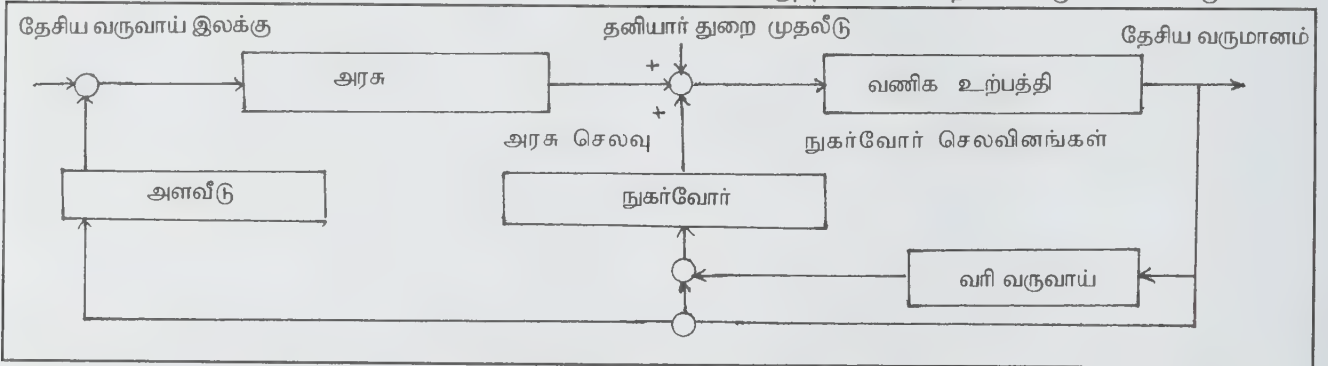 தேசிய வருவாய் இலக்கு
தனியார் துறை முதலீடு
தேசிய வருமானம்
அரசு
+
வணிக உற்பத்தி
+
அரசு செலவு
நுகர்வோர் செலவினங்கள்
அளவீடு
நுகர்வோர்
வரி வருவாய்